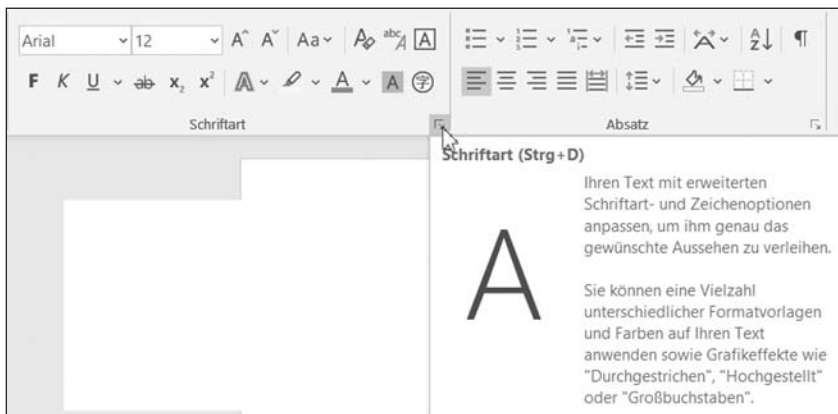 Arial 12 A A Aa A abc A A
F K U ab x₂ x² A A A 字
Schriftart Absatz
Schriftart (Strg+D)
Ihren Text mit erweiterten
Schriftart- und Zeichenoptionen
anpassen, um ihm genau das
gewünschte Aussehen zu verleihen.
A
Sie können eine Vielzahl
unterschiedlicher Formatvorlagen
und Farben auf Ihren Text
anwenden sowie Grafikeffekte wie
"Durchgestrichen", "Hochgestellt"
oder "Großbuchstaben".